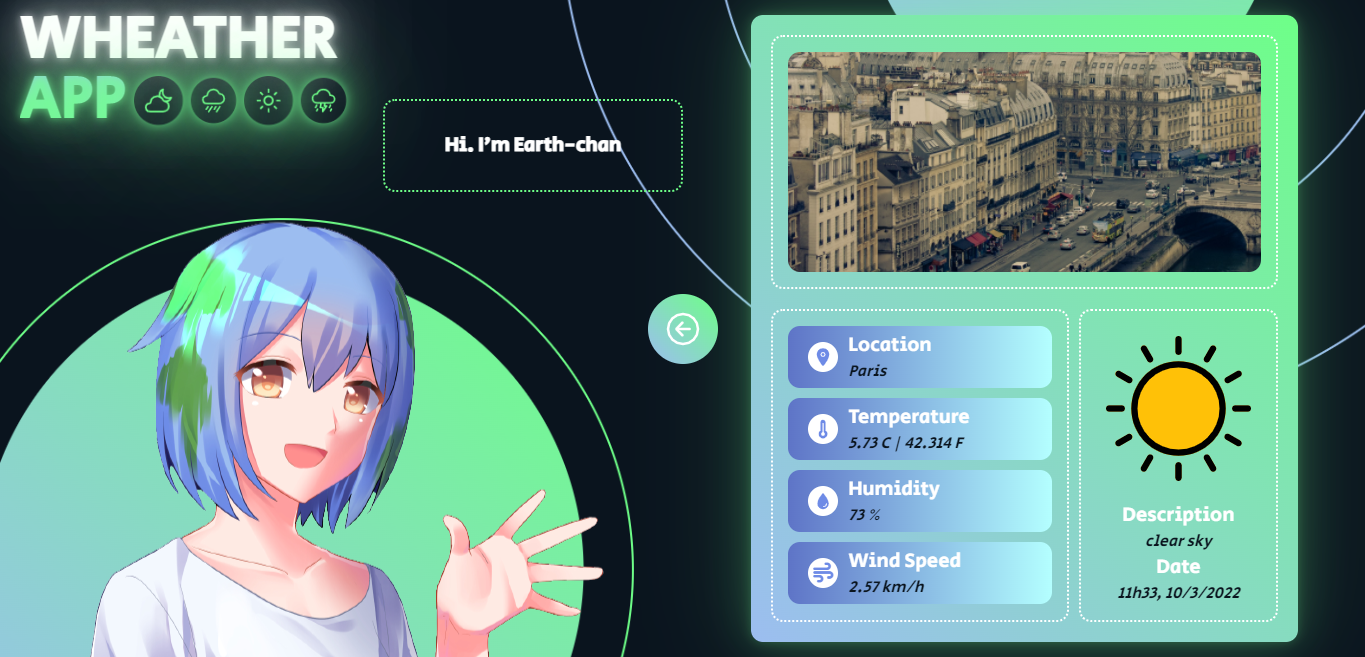 WHEATHER
APP
Hi. I'm Earth-chan
Location
Paris
Temperature
5.73 C | 42.314 F
Humidity
73 %
Wind Speed
2.57 km/h
Description
clear sky
Date
11h33, 10/3/2022